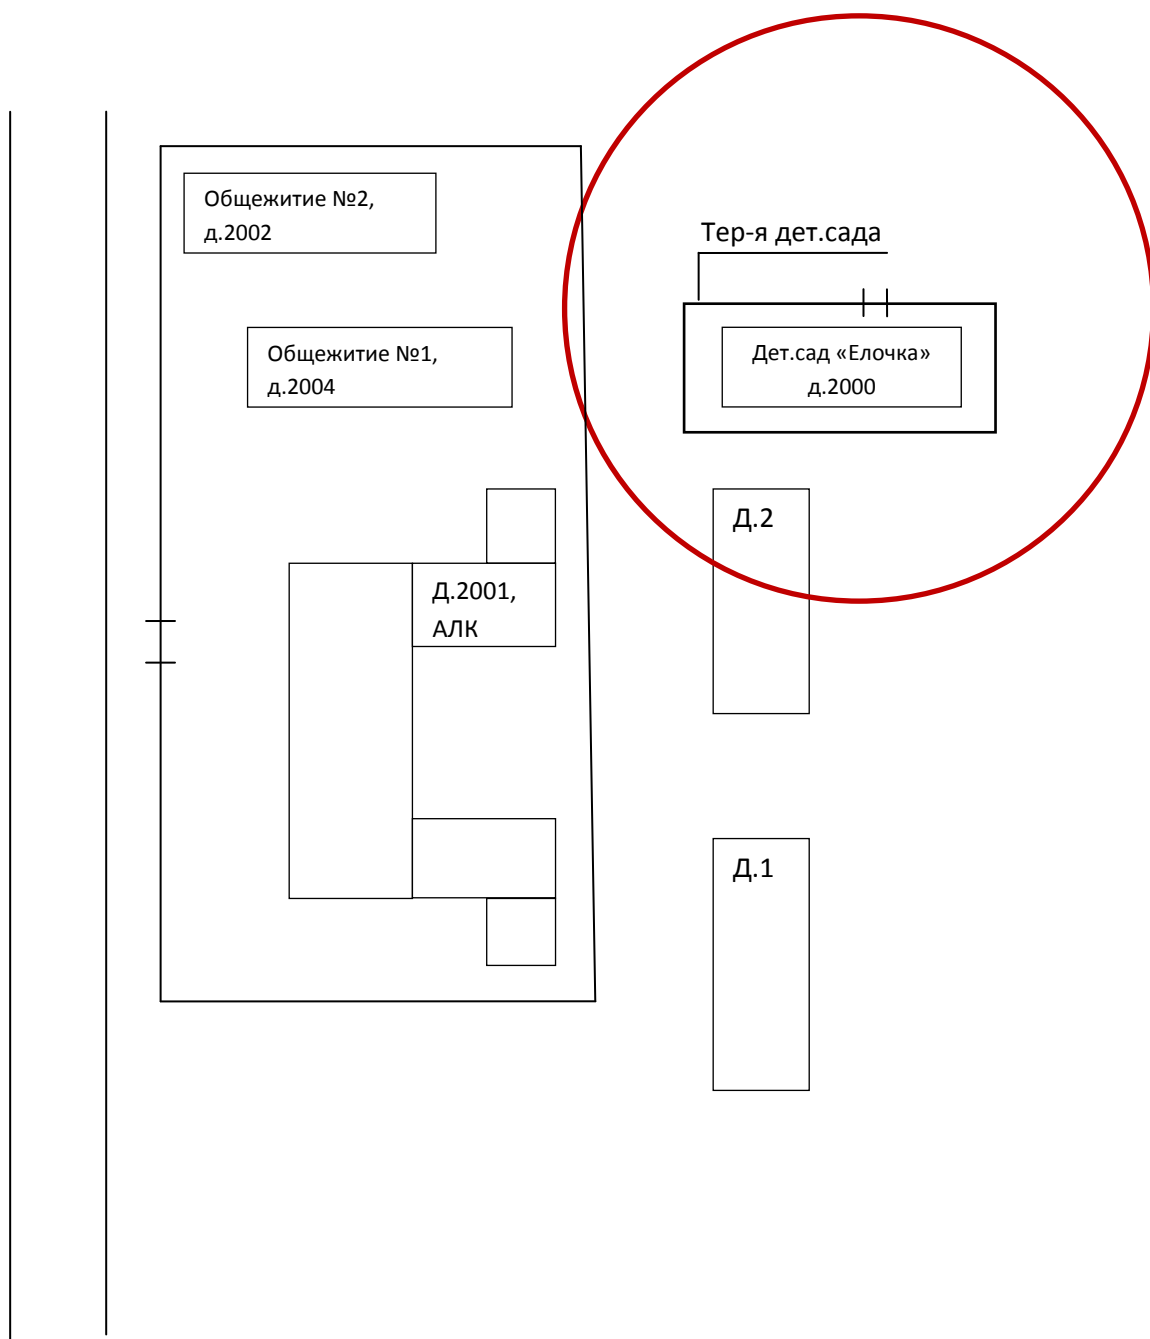 Общежитие №2,
д.2002
Тер-я дет.сада
Общежитие №1,
д.2004
Дет.сад «Елочка»
д.2000
Д.2
Д.2001,
АЛК
Д.1